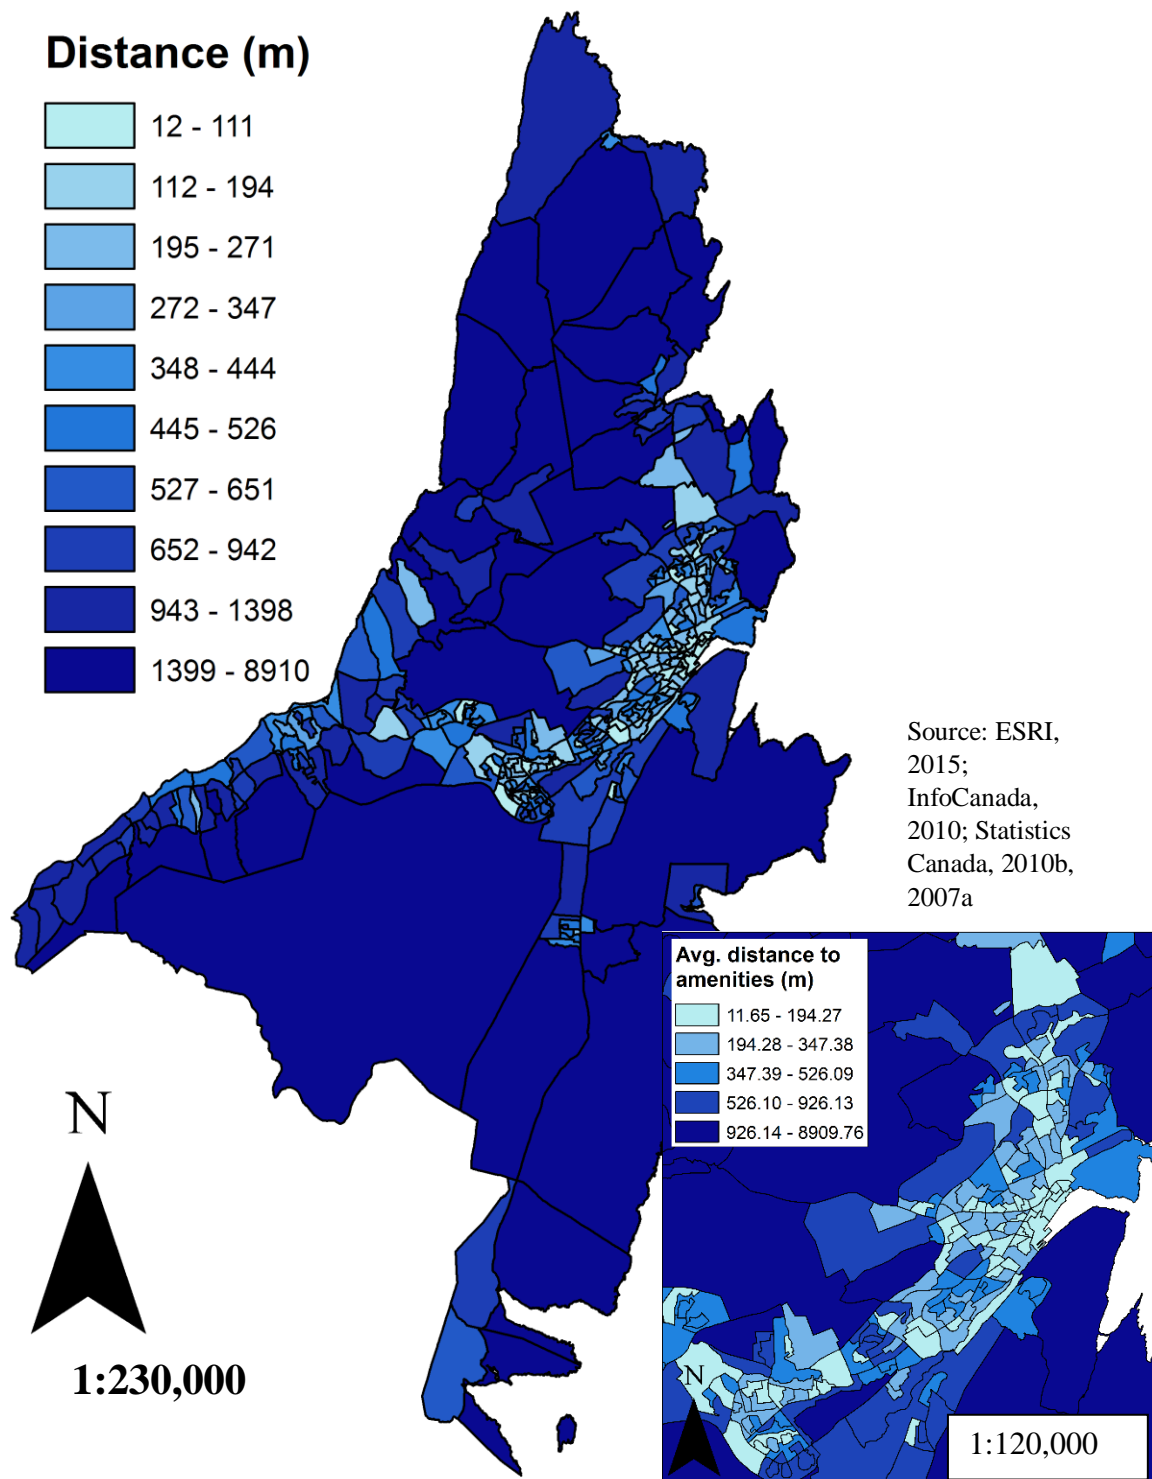 Distance (m)
12 - 111
112 - 194
195 - 271
272 - 347
348 - 444
445 - 526
527 - 651
652 - 942
943 - 1398
1399 - 8910
Source: ESRI,
2015;
InfoCanada,
2010; Statistics
Canada, 2010b,
2007a
N
1:230,000
Avg. distance to
amenities (m)
11.65 - 194.27
194.28 - 347.38
347.39 - 526.09
526.10 - 926.13
926.14 - 8909.76
N
1:120,000